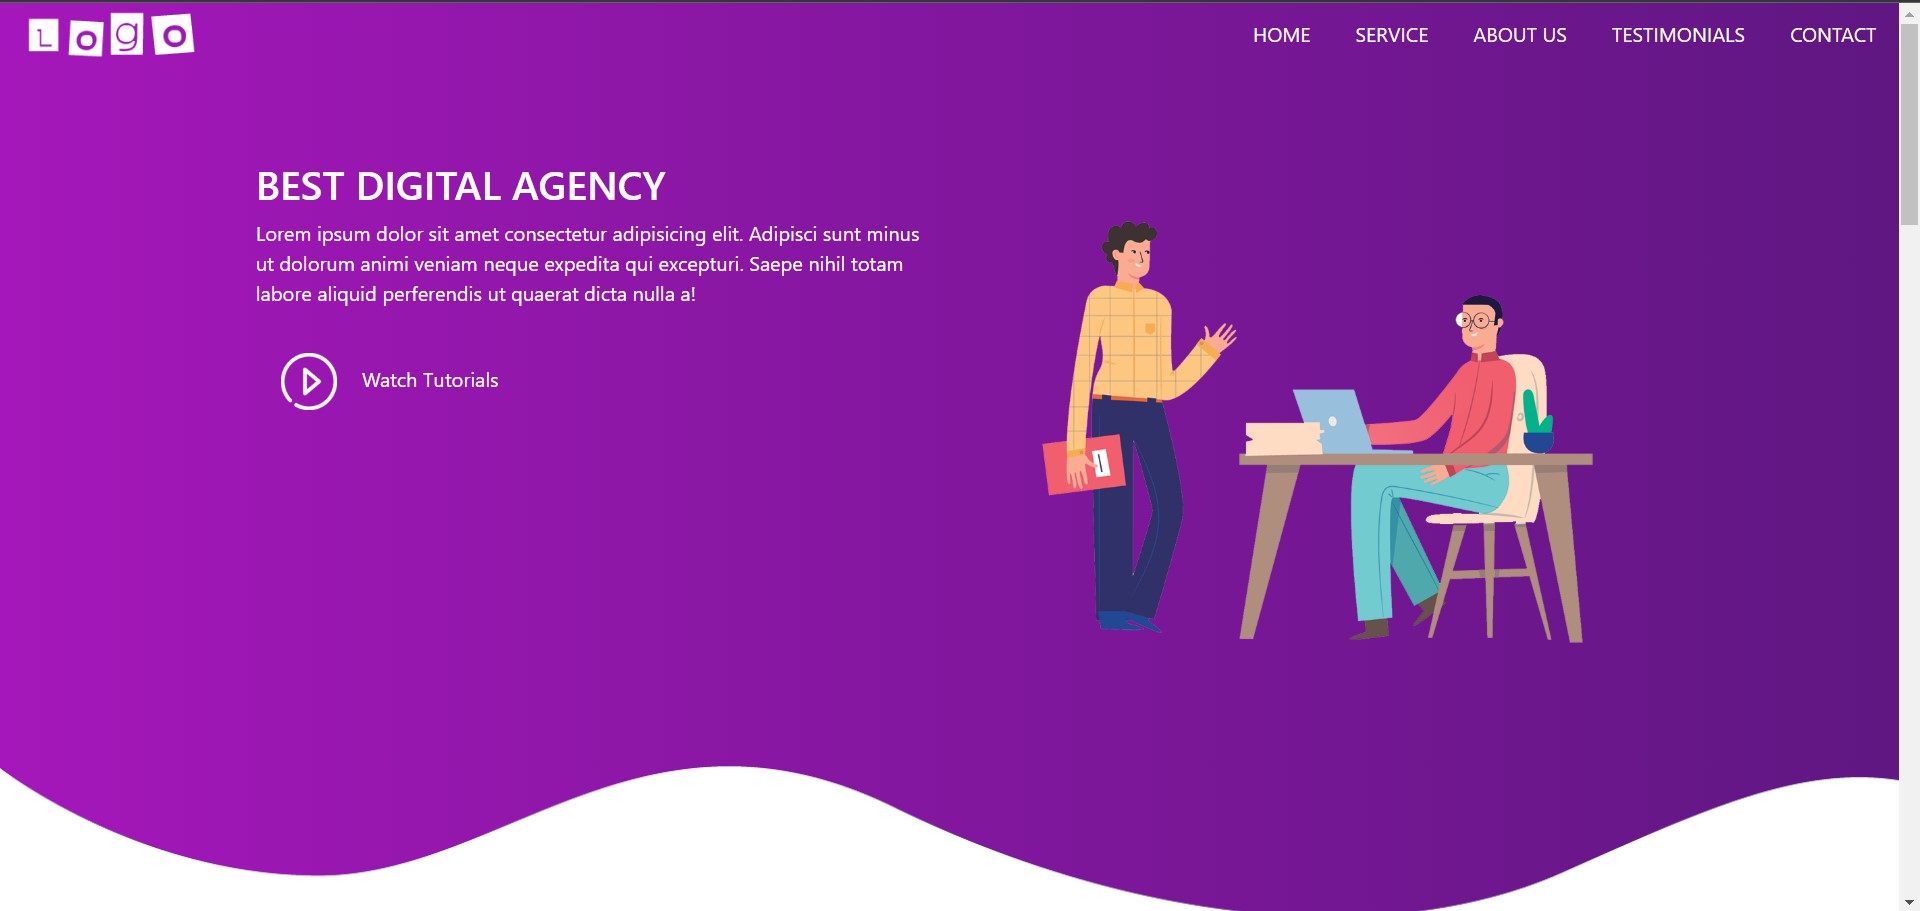 Logo
HOME SERVICE ABOUT US TESTIMONIALS CONTACT
BEST DIGITAL AGENCY
Lorem ipsum dolor sit amet consectetur adipisicing elit. Adipisci sunt minus
ut dolorum animi veniam neque expedita qui excepturi. Saepe nihil totam
labore aliquid perferendis ut quaerat dicta nulla a!
Watch Tutorials